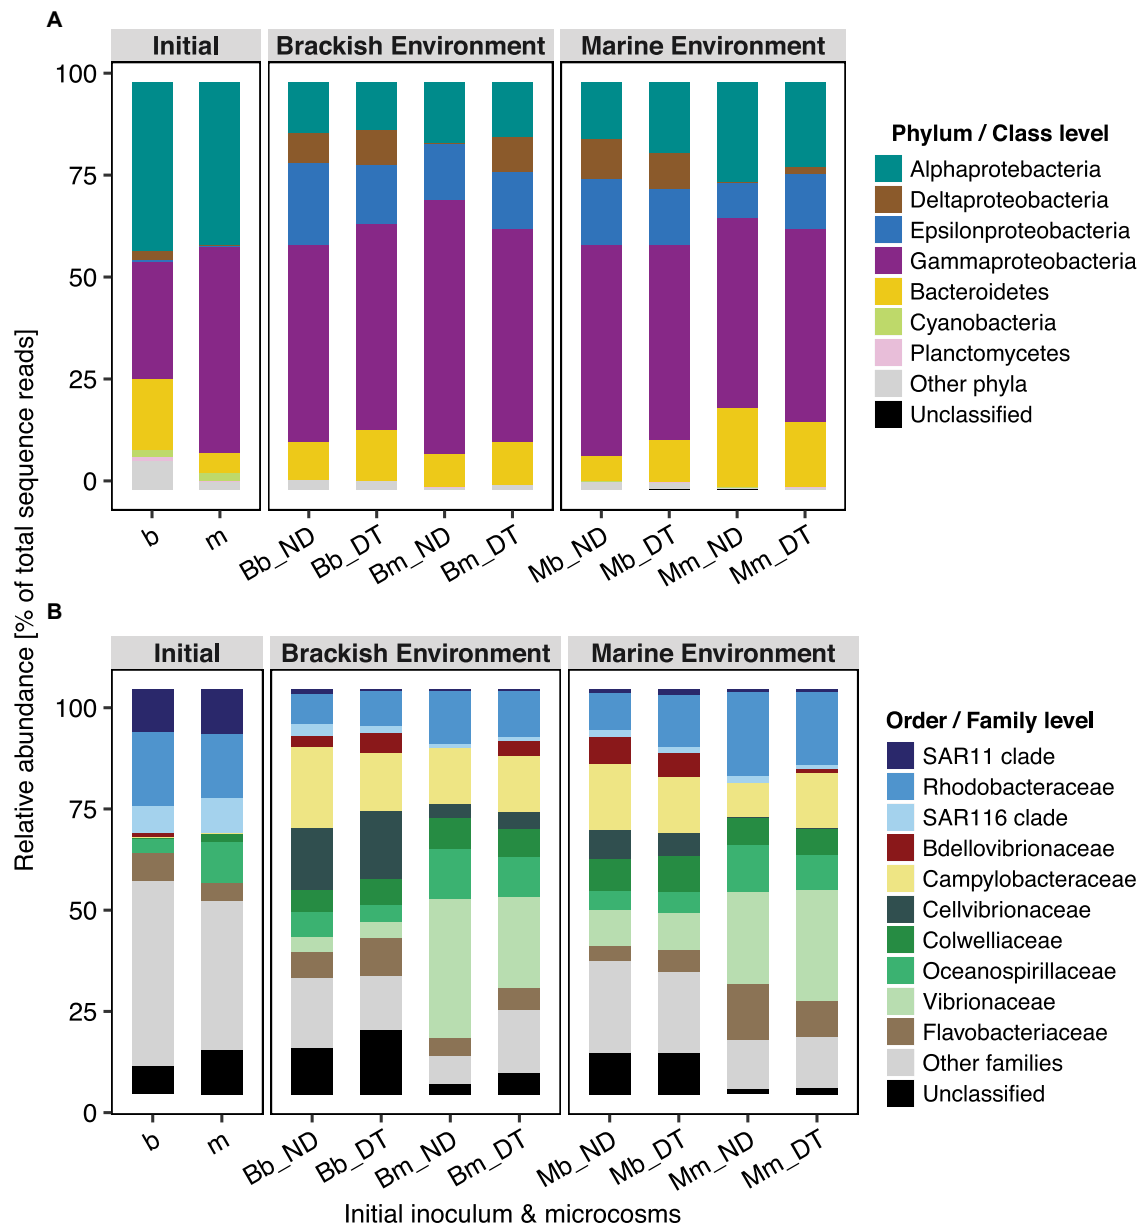 A
Initial
Brackish Environment
Marine Environment
100
75
50
25
0
b
m
Bb_ND
Bb_DT
Bm_ND
Bm_DT
Mb_ND
Mb_DT
Mm_ND
Mm_DT
Phylum / Class level
Alphaprotebacteria
Deltaproteobacteria
Epsilonproteobacteria
Gammaproteobacteria
Bacteroidetes
Cyanobacteria
Planctomycetes
Other phyla
Unclassified
Relative abundance [% of total sequence reads]
B
Initial
Brackish Environment
Marine Environment
100
75
50
25
0
b
m
Bb_ND
Bb_DT
Bm_ND
Bm_DT
Mb_ND
Mb_DT
Mm_ND
Mm_DT
Order / Family level
SAR11 clade
Rhodobacteraceae
SAR116 clade
Bdellovibrionaceae
Campylobacteraceae
Cellvibrionaceae
Colwelliaceae
Oceanospirillaceae
Vibrionaceae
Flavobacteriaceae
Other families
Unclassified
Initial inoculum & microcosms